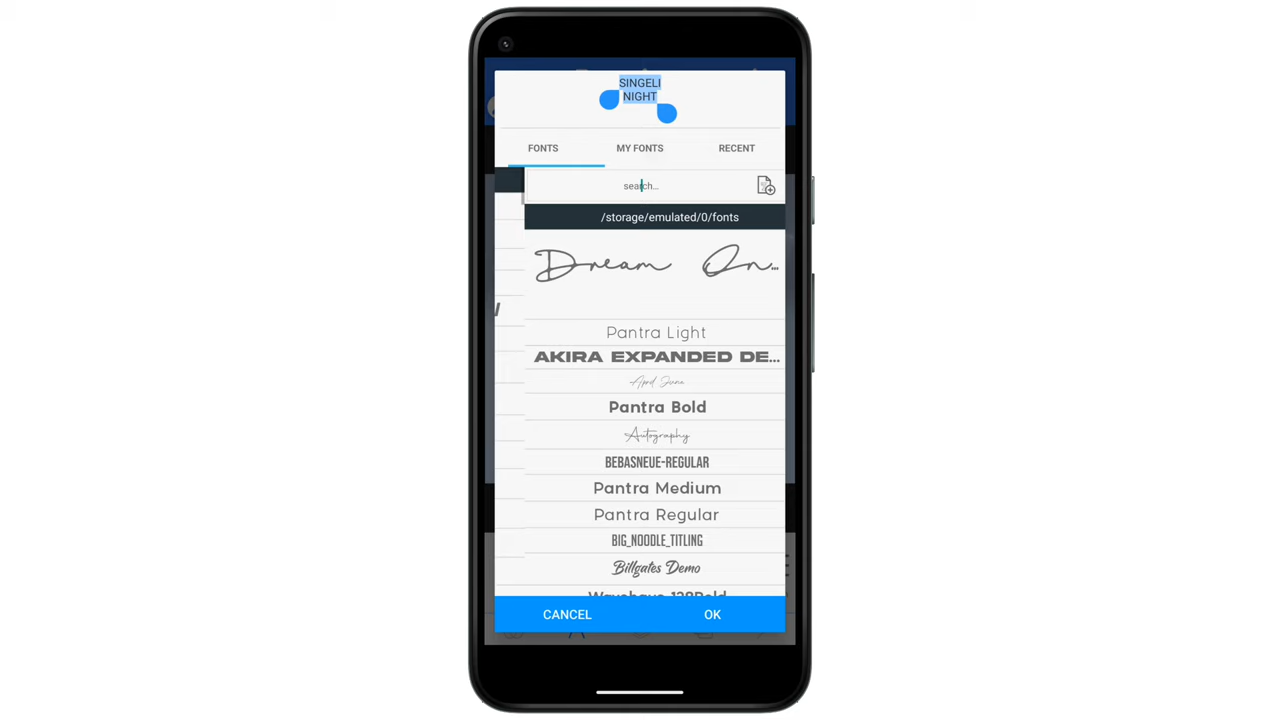 SINGELI
NIGHT
FONTS
MY FONTS
RECENT
search...
/storage/emulated/0/fonts
Dream On...
Pantra Light
AKIRA EXPANDED DE...
April June
Pantra Bold
Autography
BEBASNEUE-REGULAR
Pantra Medium
Pantra Regular
BIG_NOODLE_TITLING
Billgates Demo
CANCEL
OK